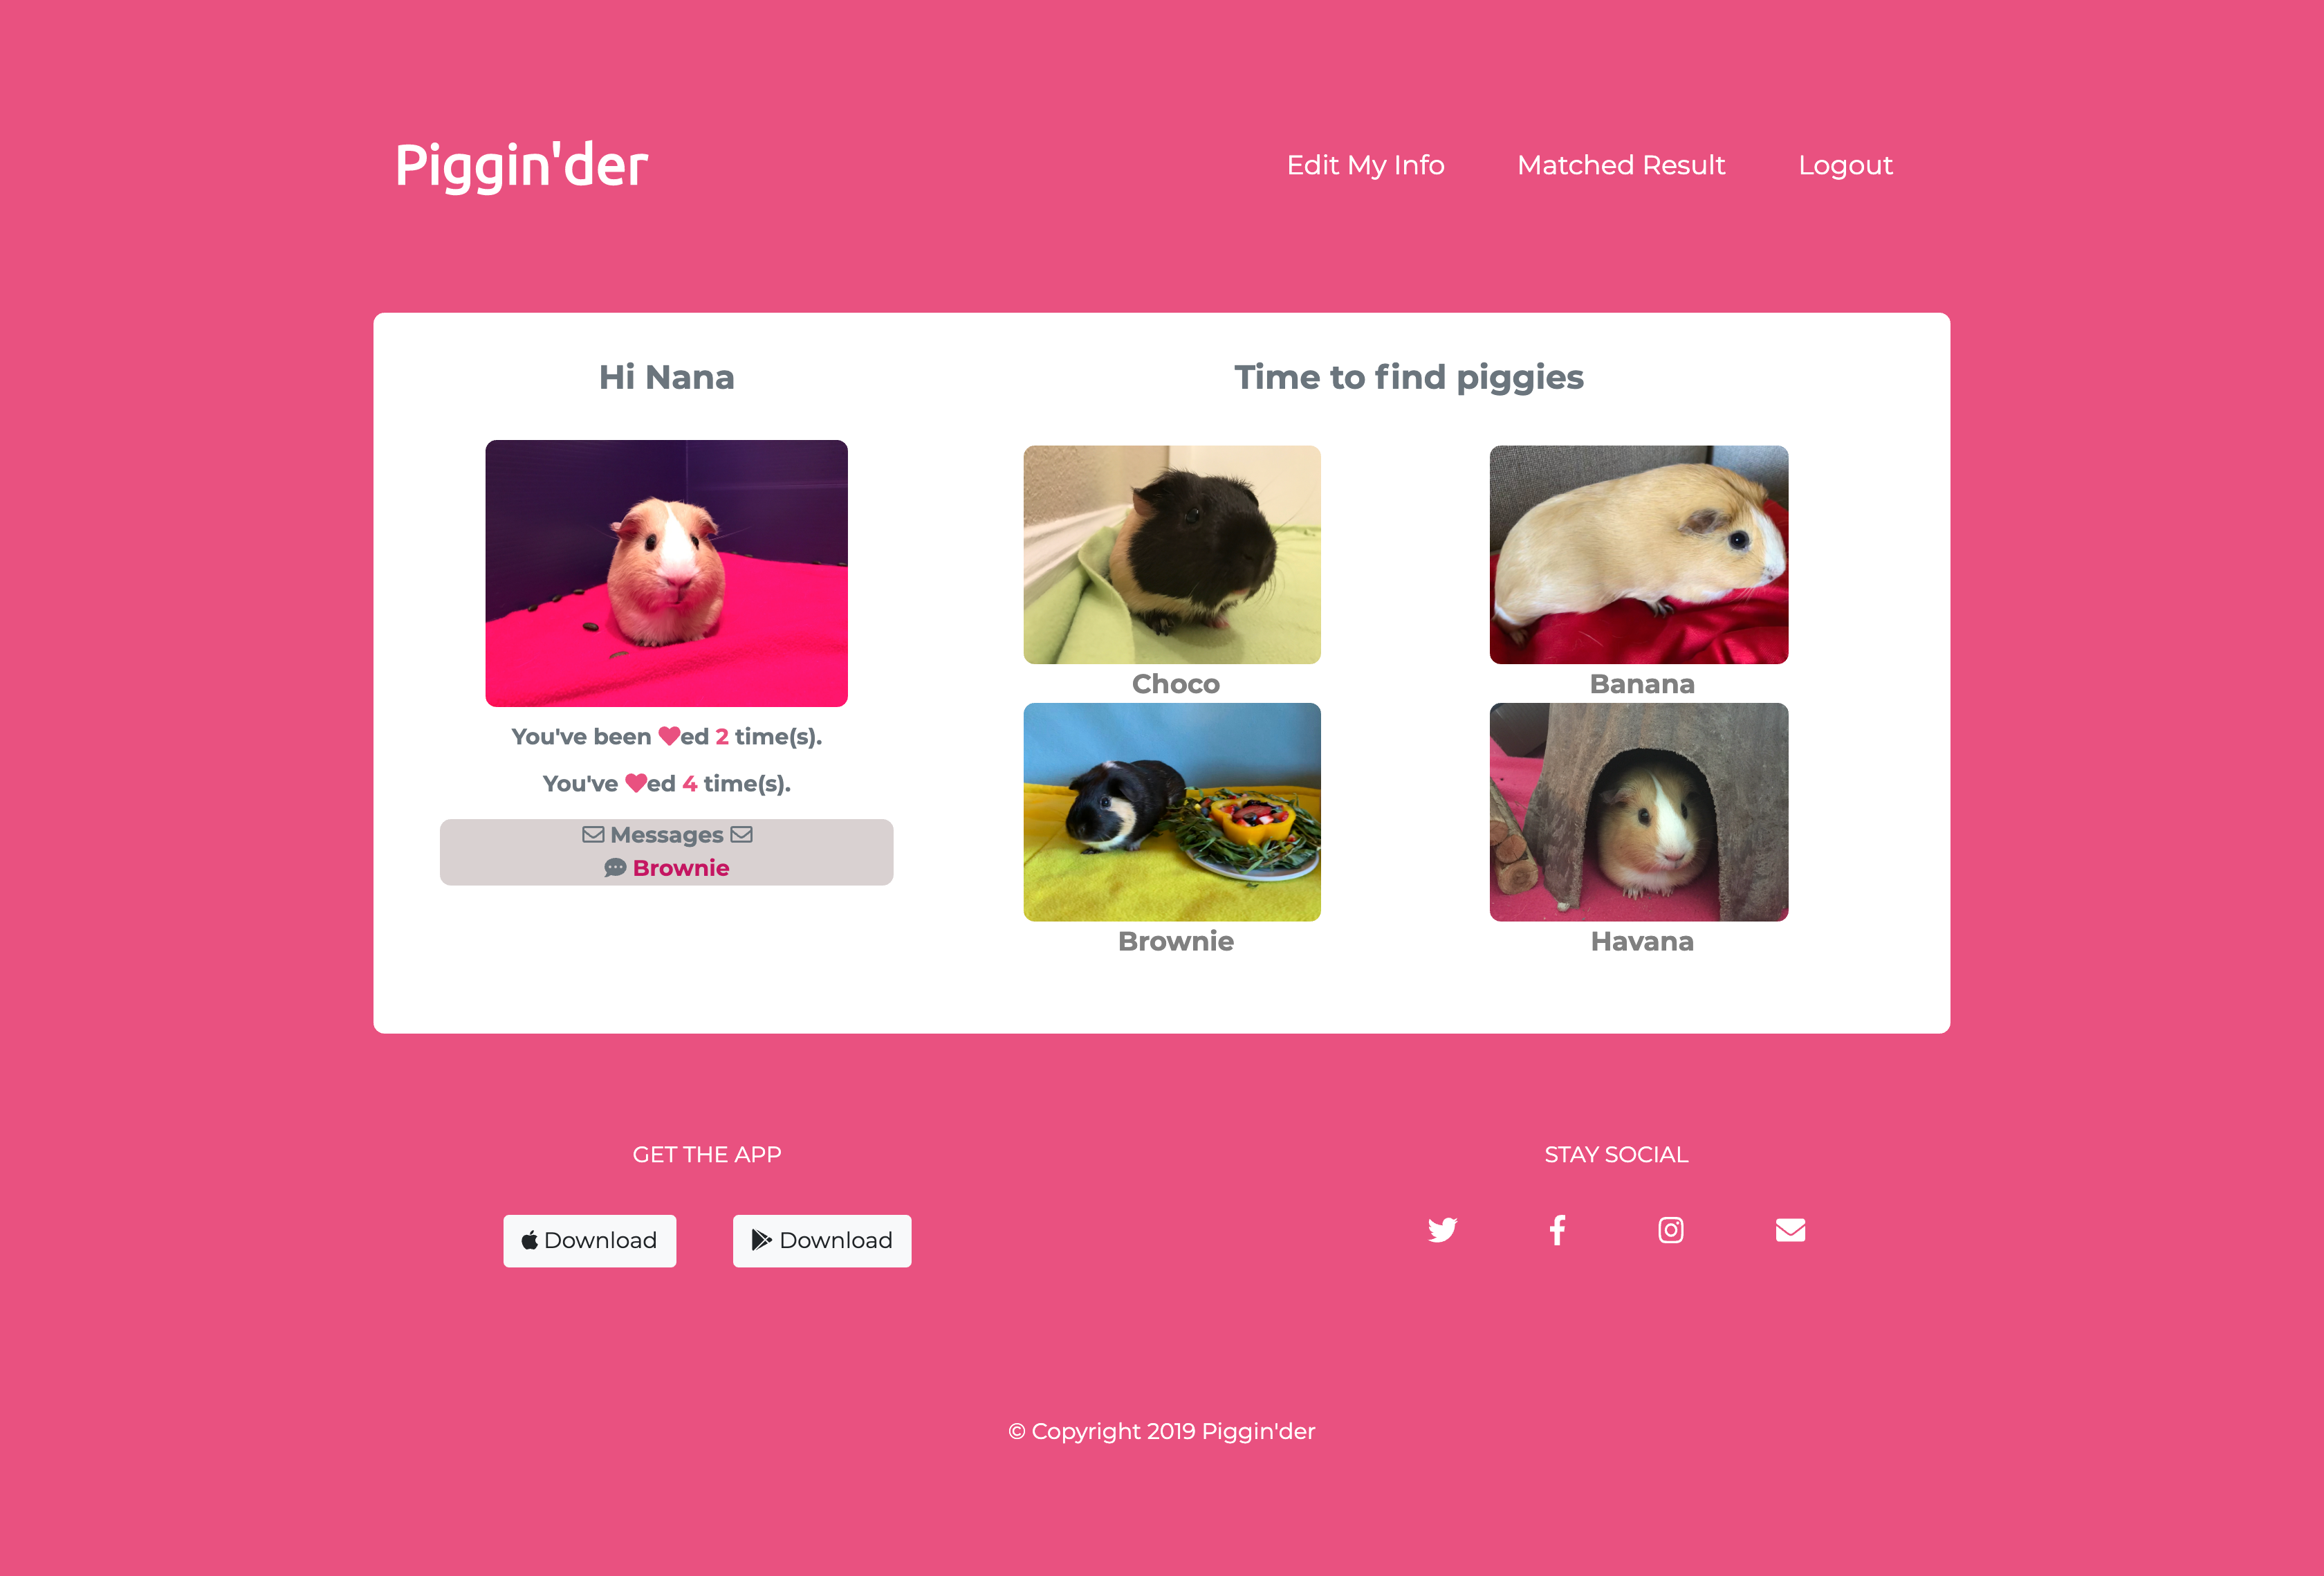 Piggin'der
Edit My Info
Matched Result
Logout
Hi Nana
You've been ed 2 time(s).
You've ed 4 time(s).
Messages
Brownie
Time to find piggies
Choco
Banana
Brownie
Havana
GET THE APP
Download
Download
STAY SOCIAL
© Copyright 2019 Piggin'der